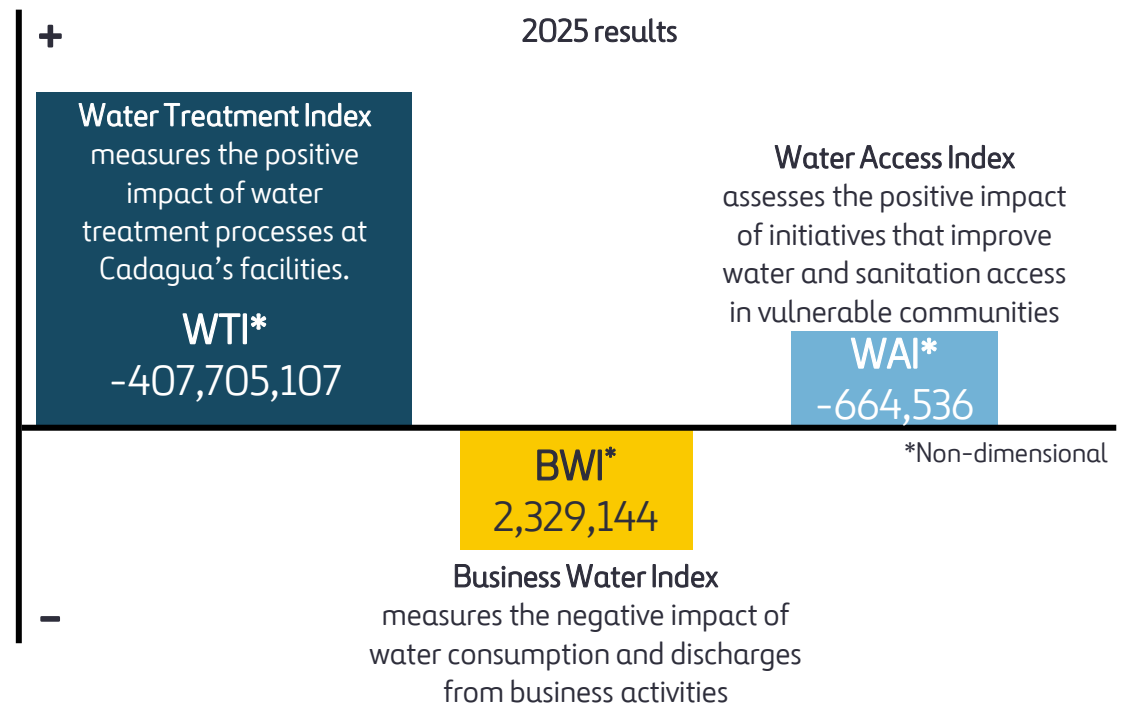 +
2025 results
Water Treatment Index
measures the positive
impact of water
treatment processes at
Cadagua's facilities.
WTI*
-407,705,107
Water Access Index
assesses the positive impact
of initiatives that improve
water and sanitation access
in vulnerable communities
WAI*
-664,536
*Non-dimensional
BWI*
2,329,144
Business Water Index
measures the negative impact of
water consumption and discharges
from business activities
-